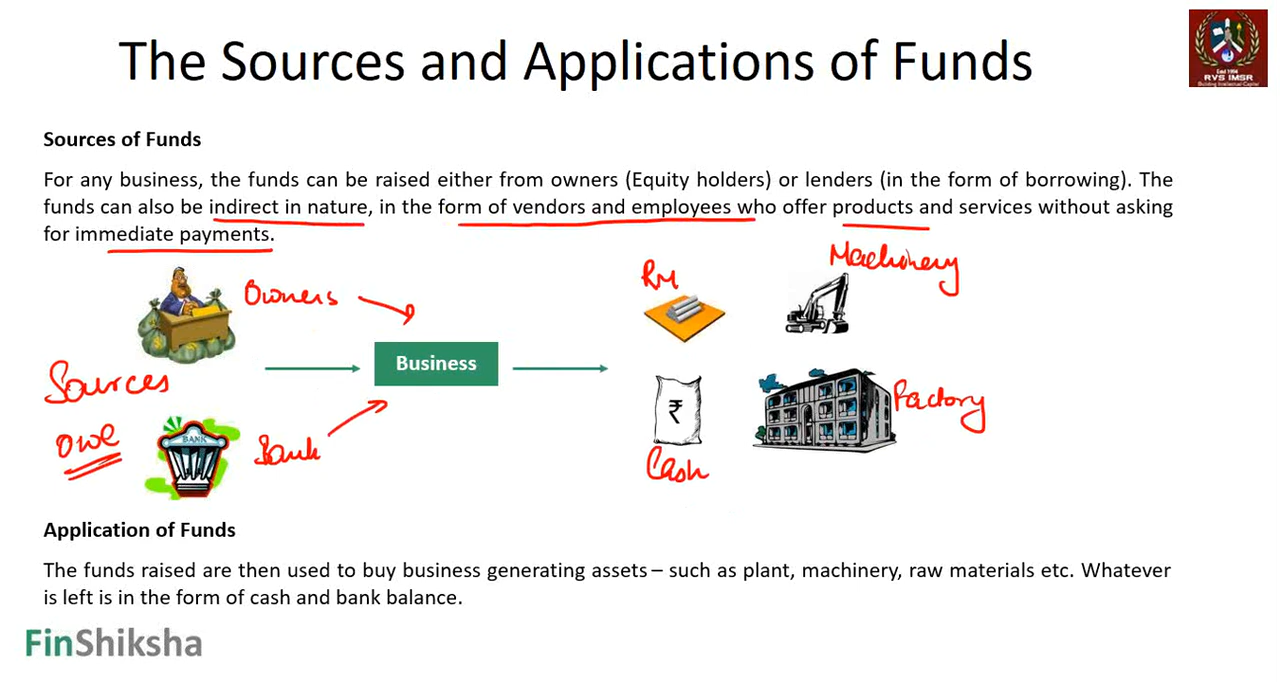 The Sources and Applications of Funds
Estd 1994
RVS IMSR
Building Intellectual Capital
Sources of Funds
For any business, the funds can be raised either from owners (Equity holders) or lenders (in the form of borrowing). The
funds can also be indirect in nature, in the form of vendors and employees who offer products and services without asking
for immediate payments.
Owners
RM
Machinery
Business
Sources
Owe
BANK
Bank
₹
Cash
Factory
Application of Funds
The funds raised are then used to buy business generating assets – such as plant, machinery, raw materials etc. Whatever
is left is in the form of cash and bank balance.
FinShiksha